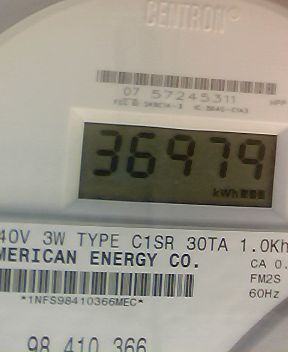 CENTRON®
07 57245311
36979
kWh
40V 3W TYPE C1SR 30TA 1.0Kh
MERICAN ENERGY CO.
CA 0.
FM2S
60Hz
*1NFS98410366MEC*
98 410 366